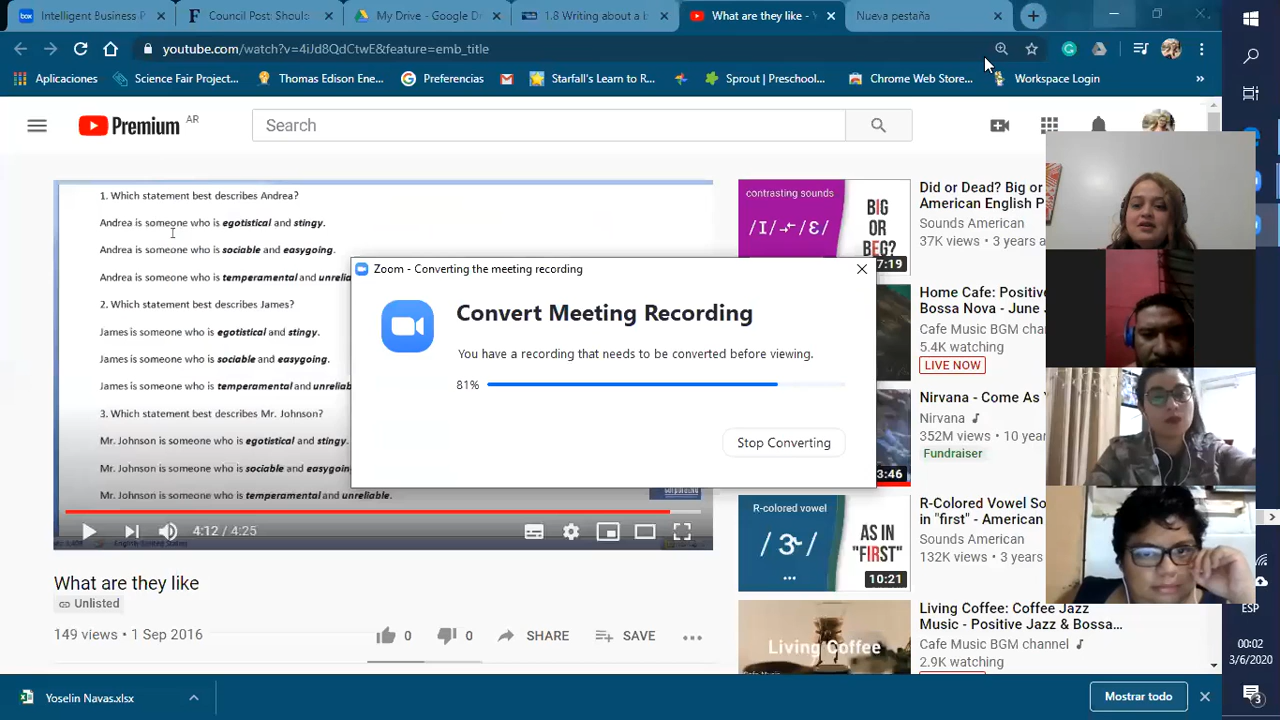 Intelligent Business P
Council Post: Shoul
My Drive - Google D
1.8 Writing about a b
What are they like -
Nueva pestaña
youtube.com/watch?v=4iJd8QdCtwE&feature=emb_title
Aplicaciones
Science Fair Project...
Thomas Edison Ene...
Preferencias
Starfall's Learn to R...
Sprout | Preschool...
Chrome Web Store...
Workspace Login
Premium AR
Search
1. Which statement best describes Andrea?
Andrea is someone who is egotistical and stingy.
Andrea is someone who is sociable and easygoing.
Andrea is someone who is temperamental and unrelia
2. Which statement best describes James?
James is someone who is egotistical and stingy.
James is someone who is sociable and easygoing.
James is someone who is temperamental and unreliab
3. Which statement best describes Mr. Johnson?
Mr. Johnson is someone who is egotistical and stingy.
Mr. Johnson is someone who is sociable and easygoing
Mr. Johnson is someone who is temperamental and unreliable.
4:12 / 4:25
Zoom - Converting the meeting recording
Convert Meeting Recording
You have a recording that needs to be converted before viewing.
81%
Stop Converting
What are they like
Unlisted
149 views • 1 Sep 2016
0
0
SHARE
SAVE
contrasting sounds
/I/ /ɛ/
BIG
OR
BEG?
7:19
Did or Dead? Big or
American English P
Sounds American
37K views • 3 years
Home Cafe: Positive
Bossa Nova - June
Cafe Music BGM channel
5.4K watching
LIVE NOW
Nirvana - Come As
Nirvana
352M views • 10 year
Fundraiser
3:46
R-colored vowel
/ɝ/
AS IN
"FIRST"
10:21
R-Colored Vowel So
in "first" - American
Sounds American
132K views • 3 years
Living Coffee
Living Coffee: Coffee Jazz
Music - Positive Jazz & Bossa...
Cafe Music BGM channel
2.9K watching
Yoselin Navas.xlsx
Mostrar todo
ESP
00:02
3/6/2020
3